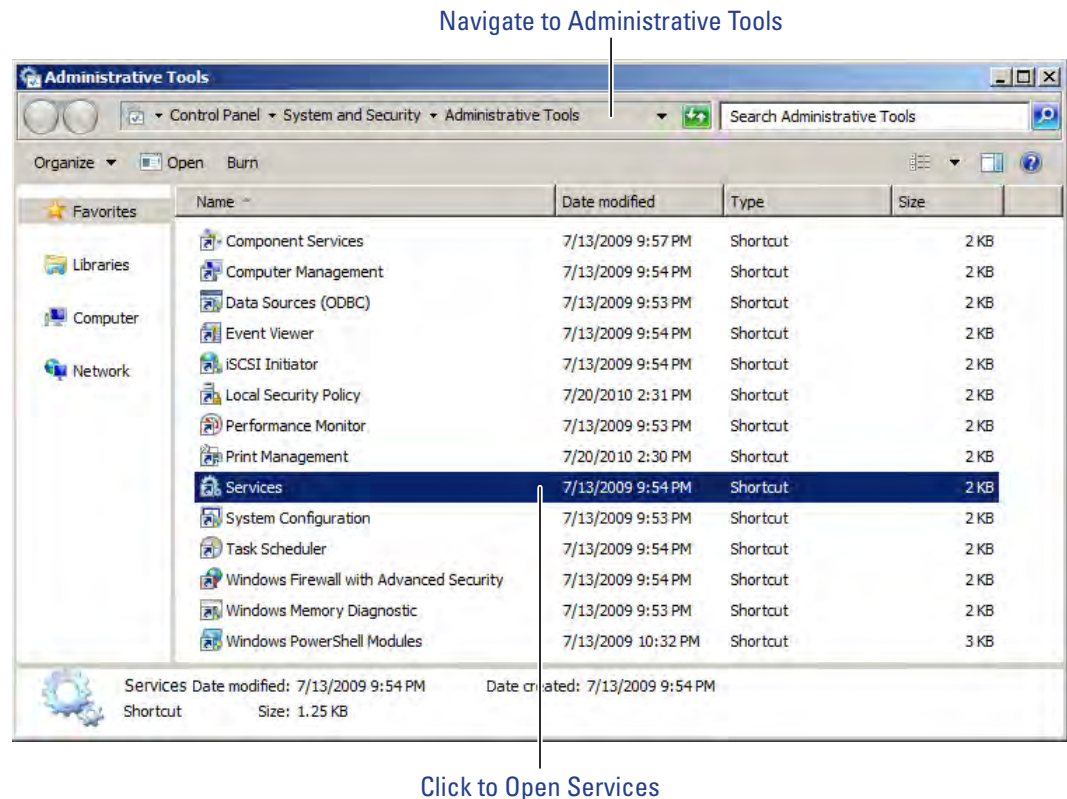 Navigate to Administrative Tools
Administrative Tools
Control Panel System and Security Administrative Tools Search Administrative Tools
Organize Open Burn
Name Date modified Type Size
Favorites
Libraries
Computer
Network
Component Services 7/13/2009 9:57 PM Shortcut 2 KB
Computer Management 7/13/2009 9:54 PM Shortcut 2 KB
Data Sources (ODBC) 7/13/2009 9:53 PM Shortcut 2 KB
Event Viewer 7/13/2009 9:54 PM Shortcut 2 KB
iSCSI Initiator 7/13/2009 9:54 PM Shortcut 2 KB
Local Security Policy 7/20/2010 2:31 PM Shortcut 2 KB
Performance Monitor 7/13/2009 9:53 PM Shortcut 2 KB
Print Management 7/20/2010 2:30 PM Shortcut 2 KB
Services 7/13/2009 9:54 PM Shortcut 2 KB
System Configuration 7/13/2009 9:53 PM Shortcut 2 KB
Task Scheduler 7/13/2009 9:54 PM Shortcut 2 KB
Windows Firewall with Advanced Security 7/13/2009 9:54 PM Shortcut 2 KB
Windows Memory Diagnostic 7/13/2009 9:53 PM Shortcut 2 KB
Windows PowerShell Modules 7/13/2009 10:32 PM Shortcut 3 KB
Services Date modified: 7/13/2009 9:54 PM Date created: 7/13/2009 9:54 PM
Shortcut Size: 1.25 KB
Click to Open Services